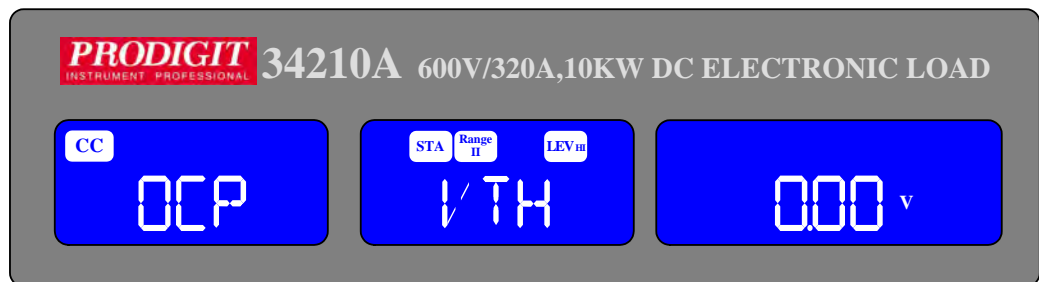 PRODIGIT
INSTRUMENT PROFESSIONAL
34210A 600V/320A,10KW DC ELECTRONIC LOAD
CC
STA Range II LEV HI
OCP VTH 0.00 V